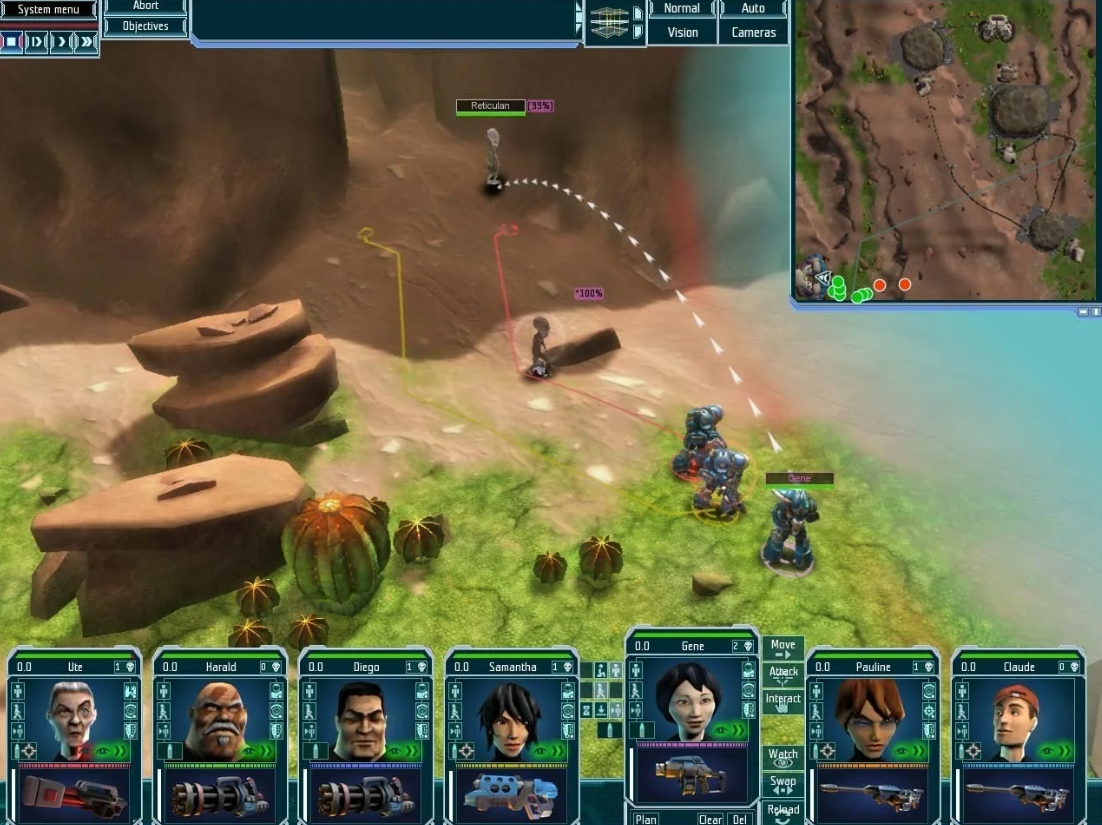 System menu
Abort
Objectives
Normal
Vision
Auto
Cameras
Reticulan [99%]
*100%
Gene
0.0 Ute 1
0.0 Harald 0
0.0 Diego 1
0.0 Samantha 1
0.0 Gene 2
Move
Attack
Interact
Watch
Swap
Reload
Plan Clear Del
0.0 Pauline 1
0.0 Claude 0